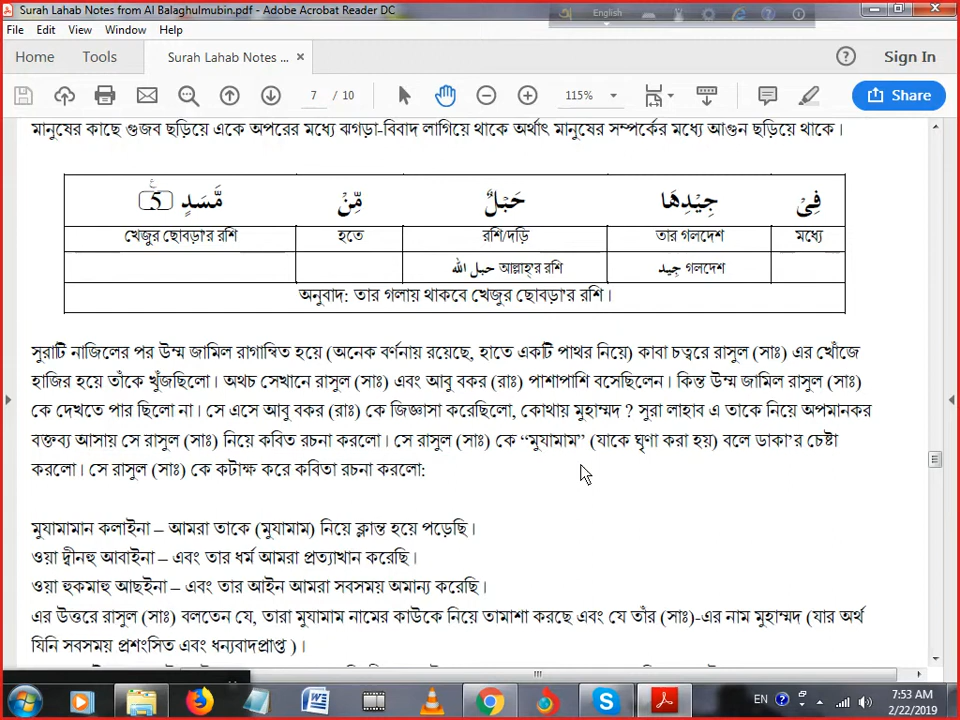 Surah Lahab Notes from Al Balaghulmubin.pdf - Adobe Acrobat Reader DC
English
File Edit View Window Help
Home Tools Surah Lahab Notes ... × Sign In
7 / 10 115% Share
মানুষের কাছে গুজব ছড়িয়ে একে অপরের মধ্যে ঝগড়া-বিবাদ লাগিয়ে থাকে অর্থাৎ মানুষের সম্পর্কের মধ্যে আগুন ছড়িয়ে থাকে।
فِىْ جِيْدِهَا حَبْلٌ مِّنْ مَّسَدٍ 5
খেজুর ছোবড়া'র রশি হতে রশি/দড়ি তার গলদেশ মধ্যে
حبل الله আল্লাহ'র রশি جيد গলদেশ
অনুবাদ: তার গলায় থাকবে খেজুর ছোবড়া'র রশি।
সুরাটি নাজিলের পর উম্ম জামিল রাগান্বিত হয়ে (অনেক বর্ণনায় রয়েছে, হাতে একটি পাথর নিয়ে) কাবা চত্বরে রাসুল (সাঃ) এর খোঁজে
হাজির হয়ে তাঁকে খুঁজছিলো। অথচ সেখানে রাসুল (সাঃ) এবং আবু বকর (রাঃ) পাশাপাশি বসেছিলেন। কিন্ত উম্ম জামিল রাসুল (সাঃ)
কে দেখতে পার ছিলো না। সে এসে আবু বকর (রাঃ) কে জিজ্ঞাসা করেছিলো, কোথায় মুহাম্মদ ? সুরা লাহাব এ তাকে নিয়ে অপমানকর
বক্তব্য আসায় সে রাসুল (সাঃ) নিয়ে কবিত রচনা করলো। সে রাসুল (সাঃ) কে “মুযামাম” (যাকে ঘৃণা করা হয়) বলে ডাকা’র চেষ্টা
করলো। সে রাসুল (সাঃ) কে কটাক্ষ করে কবিতা রচনা করলো:
মুযামামান কলাইনা – আমরা তাকে (মুযামাম) নিয়ে ক্লান্ত হয়ে পড়েছি।
ওয়া দ্বীনহু আবাইনা – এবং তার ধর্ম আমরা প্রত্যাখান করেছি।
ওয়া হুকমাহু আছইনা – এবং তার আইন আমরা সবসময় অমান্য করেছি।
এর উত্তরে রাসুল (সাঃ) বলতেন যে, তারা মুযামাম নামের কাউকে নিয়ে তামাশা করছে এবং যে তাঁর (সাঃ)-এর নাম মুহাম্মদ (যার অর্থ
যিনি সবসময় প্রশংসিত এবং ধন্যবাদপ্রাপ্ত )।
EN 7:53 AM
2/22/2019